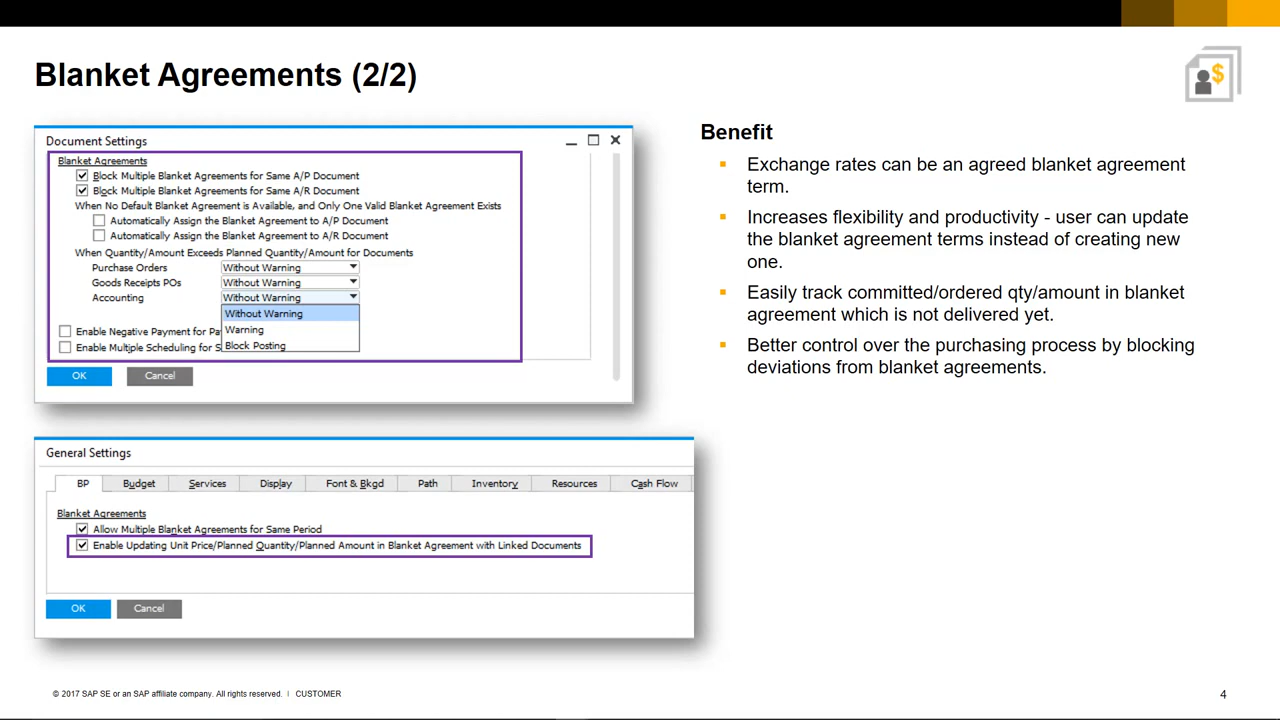 Blanket Agreements (2/2)
$
Document Settings
Blanket Agreements
Block Multiple Blanket Agreements for Same A/P Document
Block Multiple Blanket Agreements for Same A/R Document
When No Default Blanket Agreement is Available, and Only One Valid Blanket Agreement Exists
Automatically Assign the Blanket Agreement to A/P Document
Automatically Assign the Blanket Agreement to A/R Document
When Quantity/Amount Exceeds Planned Quantity/Amount for Documents
Purchase Orders Without Warning
Goods Receipts POs Without Warning
Accounting Without Warning
Without Warning
Warning
Block Posting
Enable Negative Payment for Pa
Enable Multiple Scheduling for S
OK Cancel
General Settings
BP Budget Services Display Font & Bkgd Path Inventory Resources Cash Flow
Blanket Agreements
Allow Multiple Blanket Agreements for Same Period
Enable Updating Unit Price/Planned Quantity/Planned Amount in Blanket Agreement with Linked Documents
OK Cancel
Benefit
Exchange rates can be an agreed blanket agreement
term.
Increases flexibility and productivity - user can update
the blanket agreement terms instead of creating new
one.
Easily track committed/ordered qty/amount in blanket
agreement which is not delivered yet.
Better control over the purchasing process by blocking
deviations from blanket agreements.
© 2017 SAP SE or an SAP affiliate company. All rights reserved. | CUSTOMER
4